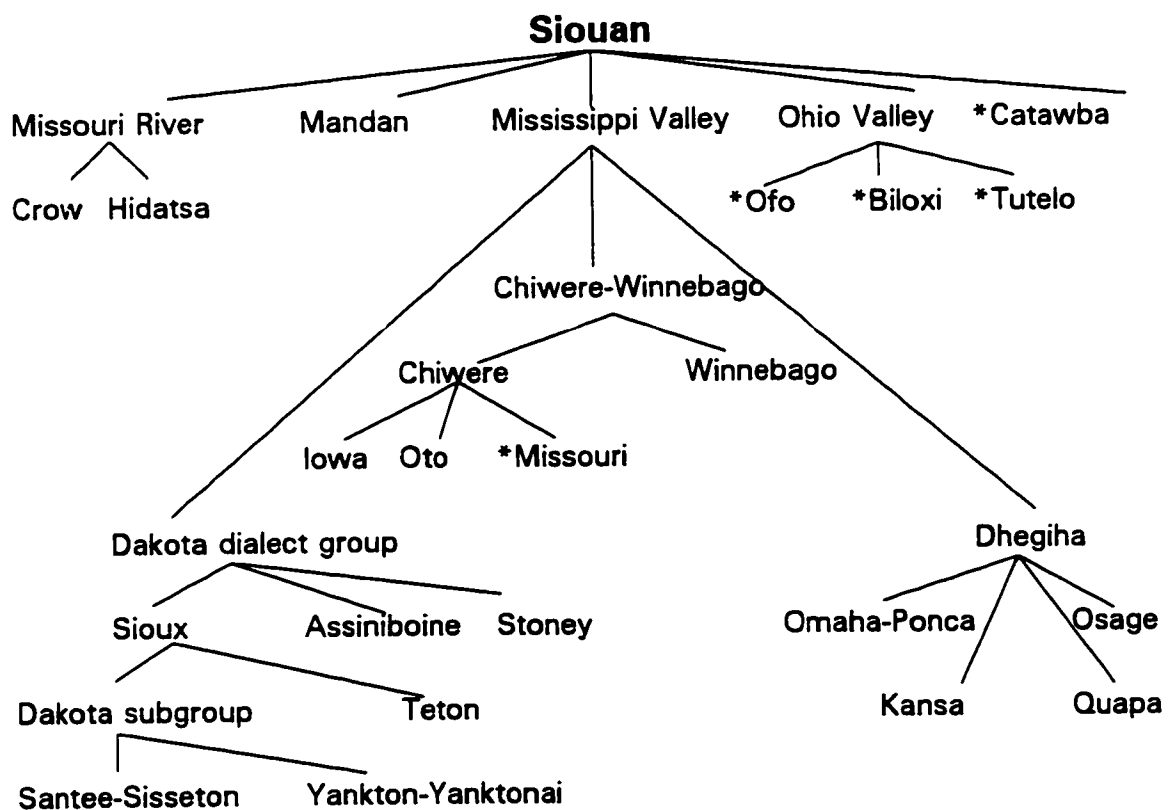 Siouan
Missouri River Mandan Mississippi Valley Ohio Valley *Catawba
Crow Hidatsa *Ofo *Biloxi *Tutelo
Chiwere-Winnebago
Chiwere Winnebago
Iowa Oto *Missouri
Dakota dialect group Dhegiha
Sioux Assiniboine Stoney Omaha-Ponca Osage
Dakota subgroup Teton Kansa Quapa
Santee-Sisseton Yankton-Yanktonai